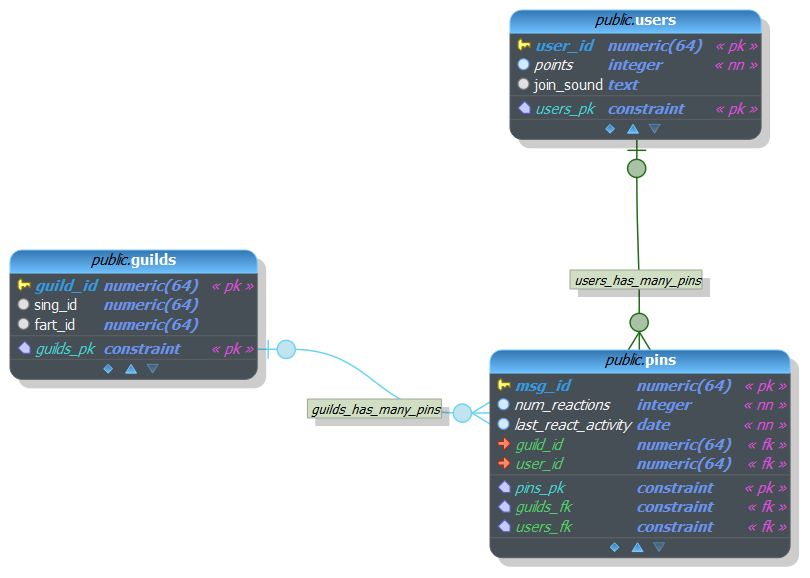 public.users
user_id numeric(64) « pk »
points integer « nn »
join_sound text
users_pk constraint « pk »
users_has_many_pins
public.guilds
guild_id numeric(64) « pk »
sing_id numeric(64)
fart_id numeric(64)
guilds_pk constraint « pk »
guilds_has_many_pins
public.pins
msg_id numeric(64) « pk »
num_reactions integer « nn »
last_react_activity date « nn »
guild_id numeric(64) « fk »
user_id numeric(64) « fk »
pins_pk constraint « pk »
guilds_fk constraint « fk »
users_fk constraint « fk »